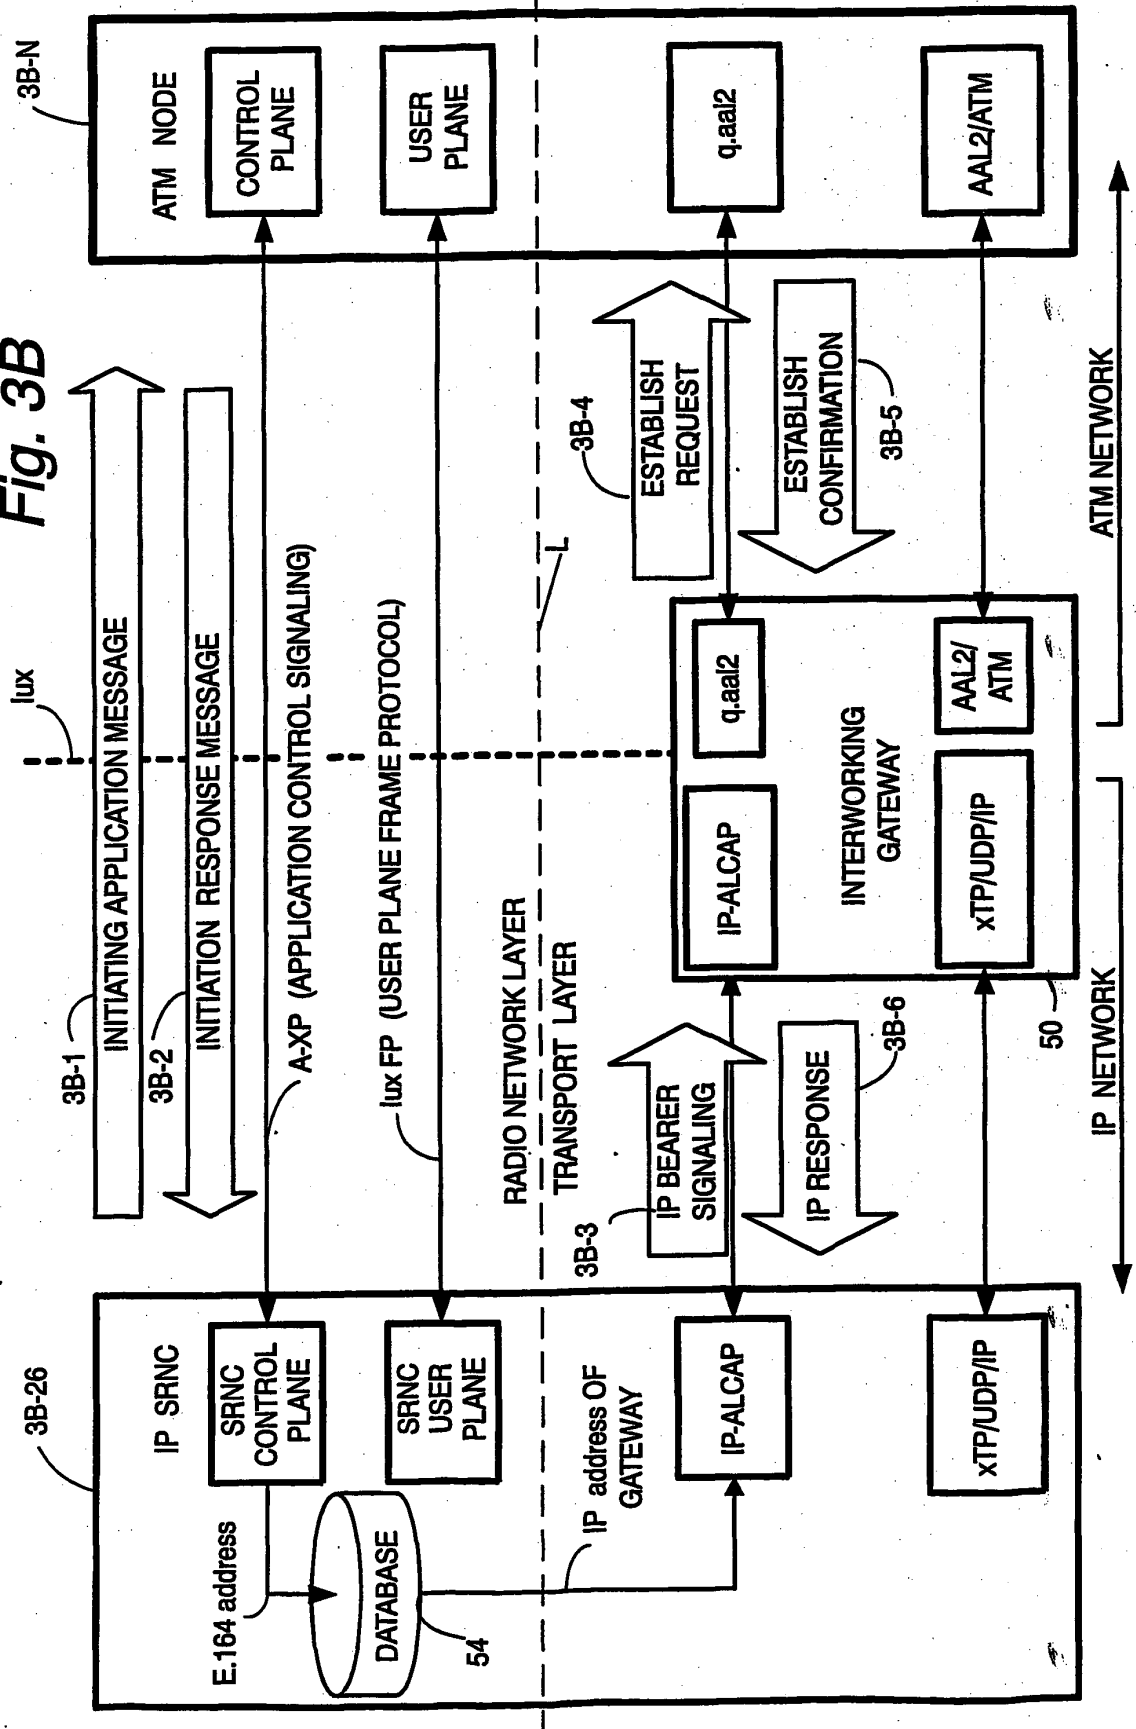 Fig. 3B
Iux
3B-1
INITIATING APPLICATION MESSAGE
3B-2
INITIATION RESPONSE MESSAGE
A-XP (APPLICATION CONTROL SIGNALING)
Iux FP (USER PLANE FRAME PROTOCOL)
RADIO NETWORK LAYER
TRANSPORT LAYER
L
3B-26
IP SRNC
SRNC
CONTROL
PLANE
SRNC
USER
PLANE
E.164 address
DATABASE
54
IP address OF
GATEWAY
IP-ALCAP
xTP/UDP/IP
3B-3
IP BEARER
SIGNALING
IP RESPONSE
3B-6
IP-ALCAP
q.aal2
INTERWORKING
GATEWAY
xTP/UDP/IP
AAL2/
ATM
50
3B-4
ESTABLISH
REQUEST
ESTABLISH
CONFIRMATION
3B-5
3B-N
ATM NODE
CONTROL
PLANE
USER
PLANE
q.aal2
AAL2/ATM
IP NETWORK
ATM NETWORK